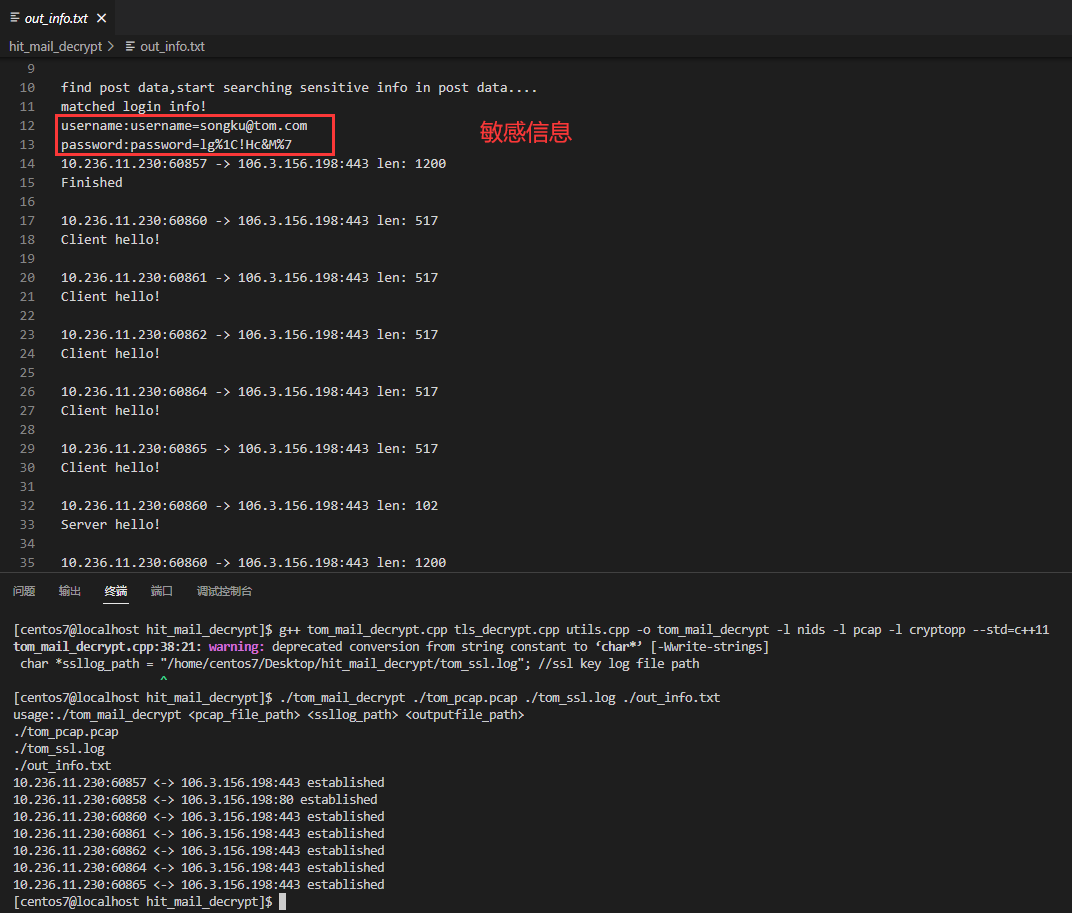 out_info.txt
hit_mail_decrypt > out_info.txt
9
10 find post data,start searching sensitive info in post data....
11 matched login info!
12 username:username=songku@tom.com
敏感信息
13 password:password=lg%1C!Hc&M%7
14 10.236.11.230:60857 -> 106.3.156.198:443 len: 1200
15 Finished
16
17 10.236.11.230:60860 -> 106.3.156.198:443 len: 517
18 Client hello!
19
20 10.236.11.230:60861 -> 106.3.156.198:443 len: 517
21 Client hello!
22
23 10.236.11.230:60862 -> 106.3.156.198:443 len: 517
24 Client hello!
25
26 10.236.11.230:60864 -> 106.3.156.198:443 len: 517
27 Client hello!
28
29 10.236.11.230:60865 -> 106.3.156.198:443 len: 517
30 Client hello!
31
32 10.236.11.230:60860 -> 106.3.156.198:443 len: 102
33 Server hello!
34
35 10.236.11.230:60860 -> 106.3.156.198:443 len: 1200
问题 输出 终端 端口 调试控制台
[centos7@localhost hit_mail_decrypt]$ g++ tom_mail_decrypt.cpp tls_decrypt.cpp utils.cpp -o tom_mail_decrypt -l nids -l pcap -l cryptopp --std=c++11
tom_mail_decrypt.cpp:38:21: warning: deprecated conversion from string constant to ‘char*’ [-Wwrite-strings]
char *ssllog_path = "/home/centos7/Desktop/hit_mail_decrypt/tom_ssl.log"; //ssl key log file path
^
[centos7@localhost hit_mail_decrypt]$ ./tom_mail_decrypt ./tom_pcap.pcap ./tom_ssl.log ./out_info.txt
usage:./tom_mail_decrypt <pcap_file_path> <ssllog_path> <outputfile_path>
./tom_pcap.pcap
./tom_ssl.log
./out_info.txt
10.236.11.230:60857 <-> 106.3.156.198:443 established
10.236.11.230:60858 <-> 106.3.156.198:80 established
10.236.11.230:60860 <-> 106.3.156.198:443 established
10.236.11.230:60861 <-> 106.3.156.198:443 established
10.236.11.230:60862 <-> 106.3.156.198:443 established
10.236.11.230:60864 <-> 106.3.156.198:443 established
10.236.11.230:60865 <-> 106.3.156.198:443 established
[centos7@localhost hit_mail_decrypt]$